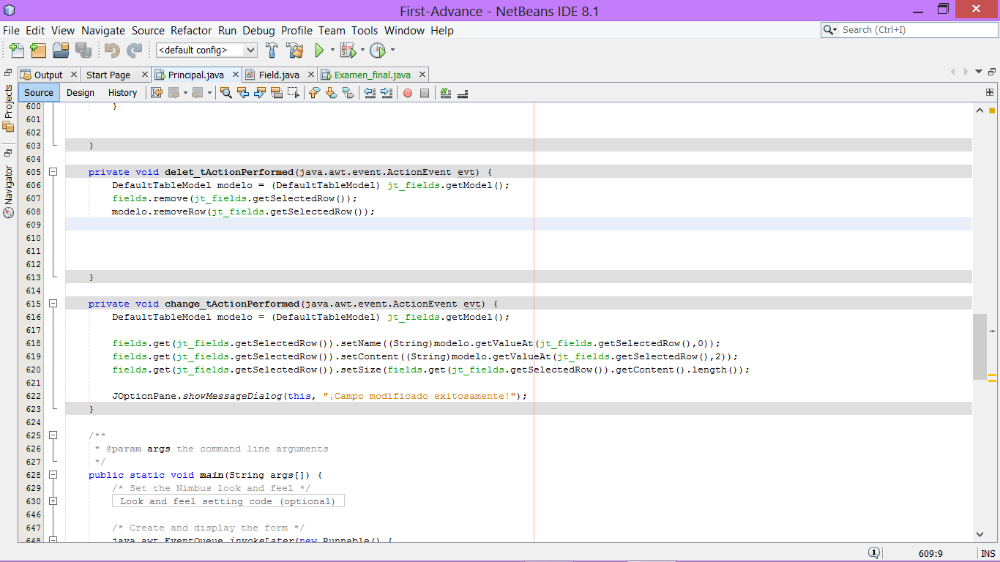 First-Advance - NetBeans IDE 8.1
File Edit View Navigate Source Refactor Run Debug Profile Team Tools Window Help
Search (Ctrl+I)
<default config>
Output Start Page Principal.java Field.java Examen_final.java
Source Design History
Projects
Navigator
600 }
601
602
603 }
604
605 private void delet_tActionPerformed(java.awt.event.ActionEvent evt) {
606 DefaultTableModel modelo = (DefaultTableModel) jt_fields.getModel();
607 fields.remove(jt_fields.getSelectedRow());
608 modelo.removeRow(jt_fields.getSelectedRow());
609
610
611
612
613 }
614
615 private void change_tActionPerformed(java.awt.event.ActionEvent evt) {
616 DefaultTableModel modelo = (DefaultTableModel) jt_fields.getModel();
617
618 fields.get(jt_fields.getSelectedRow()).setName((String)modelo.getValueAt(jt_fields.getSelectedRow(),0));
619 fields.get(jt_fields.getSelectedRow()).setContent((String)modelo.getValueAt(jt_fields.getSelectedRow(),2));
620 fields.get(jt_fields.getSelectedRow()).setSize(fields.get(jt_fields.getSelectedRow()).getContent().length());
621
622 JOptionPane.showMessageDialog(this, "¡Campo modificado exitosamente!");
623 }
624
625 /**
626 * @param args the command line arguments
627 */
628 public static void main(String args[]) {
629 /* Set the Nimbus look and feel */
630 Look and feel setting code (optional)
646
647 /* Create and display the form */
648 java.awt.EventQueue.invokeLater(new Runnable() {
609:9 INS